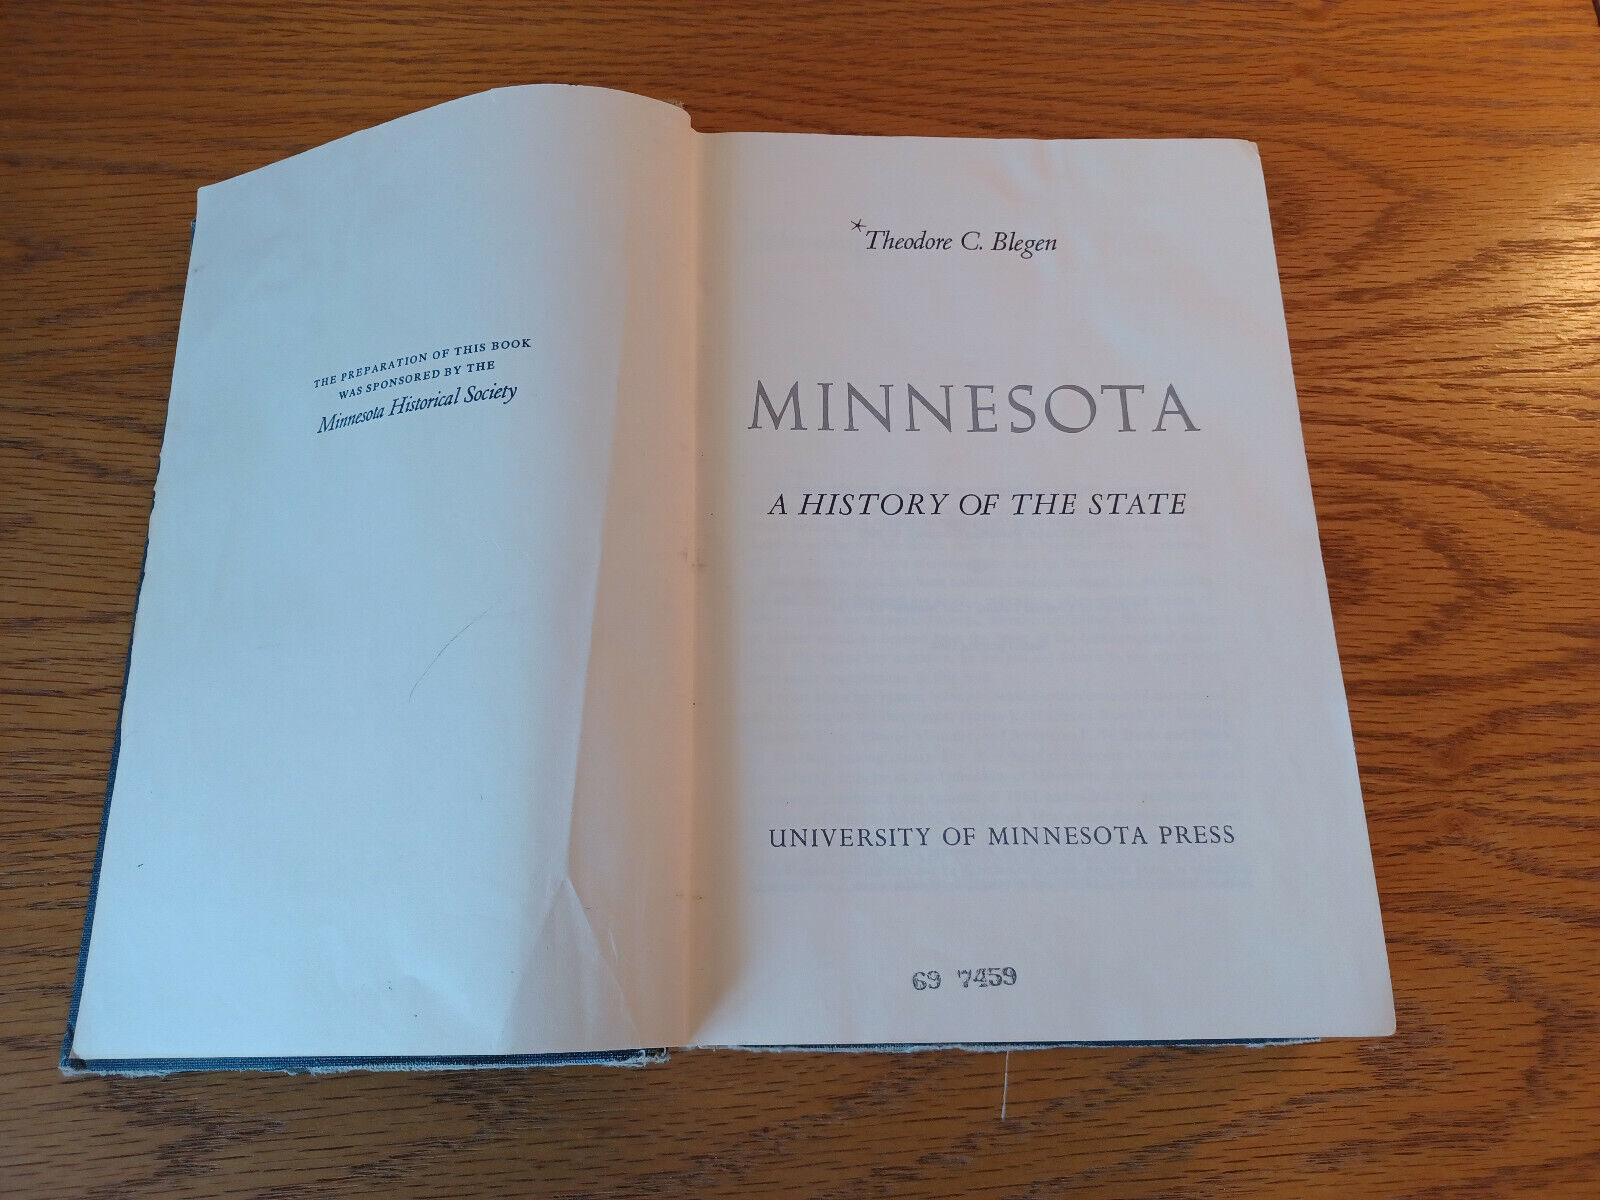 THE PREPARATION OF THIS BOOK
WAS SPONSORED BY THE
Minnesota Historical Society
*Theodore C. Blegen
MINNESOTA
A HISTORY OF THE STATE
UNIVERSITY OF MINNESOTA PRESS
69 7459